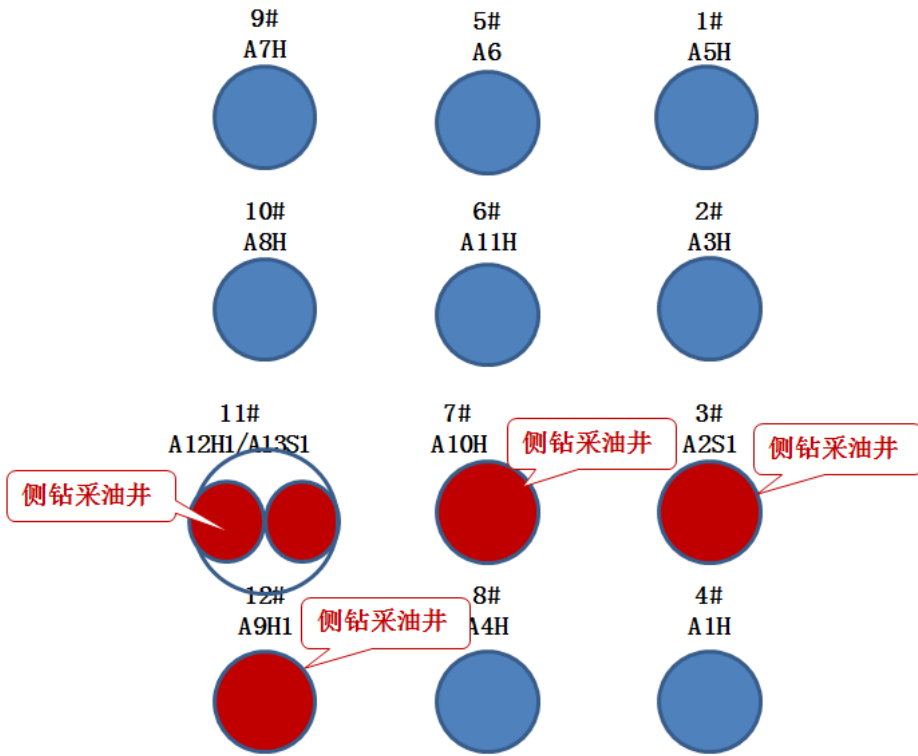 9#
A7H
5#
A6
1#
A5H
10#
A8H
6#
A11H
2#
A3H
11#
A12H1/A13S1
侧钻采油井
7#
A10H
侧钻采油井
3#
A2S1
侧钻采油井
12#
A9H1
侧钻采油井
8#
A4H
4#
A1H